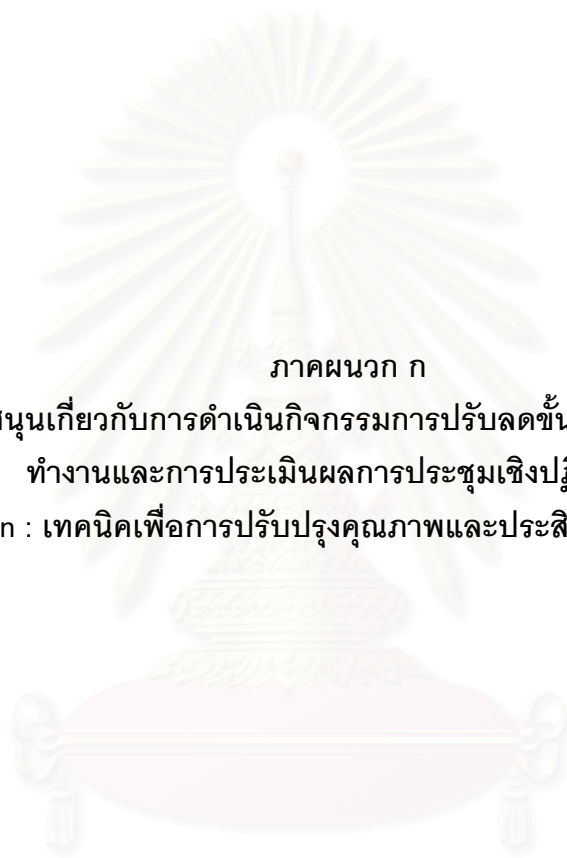 ภาคผนวก ก
นุนเกี่ยวกับการดำเนินกิจกรรมการปรับลดขั้น
ทำงานและการประเมินผลการประชุมเชิงปฏิ
n : เทคนิคเพื่อการปรับปรุงคุณภาพและประสิ